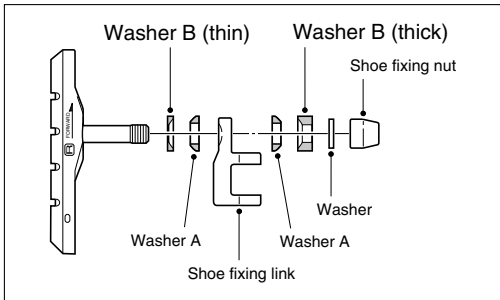 Washer B (thin)
Washer B (thick)
Shoe fixing nut
FORWARD
R
Washer
Washer A
Washer A
Shoe fixing link